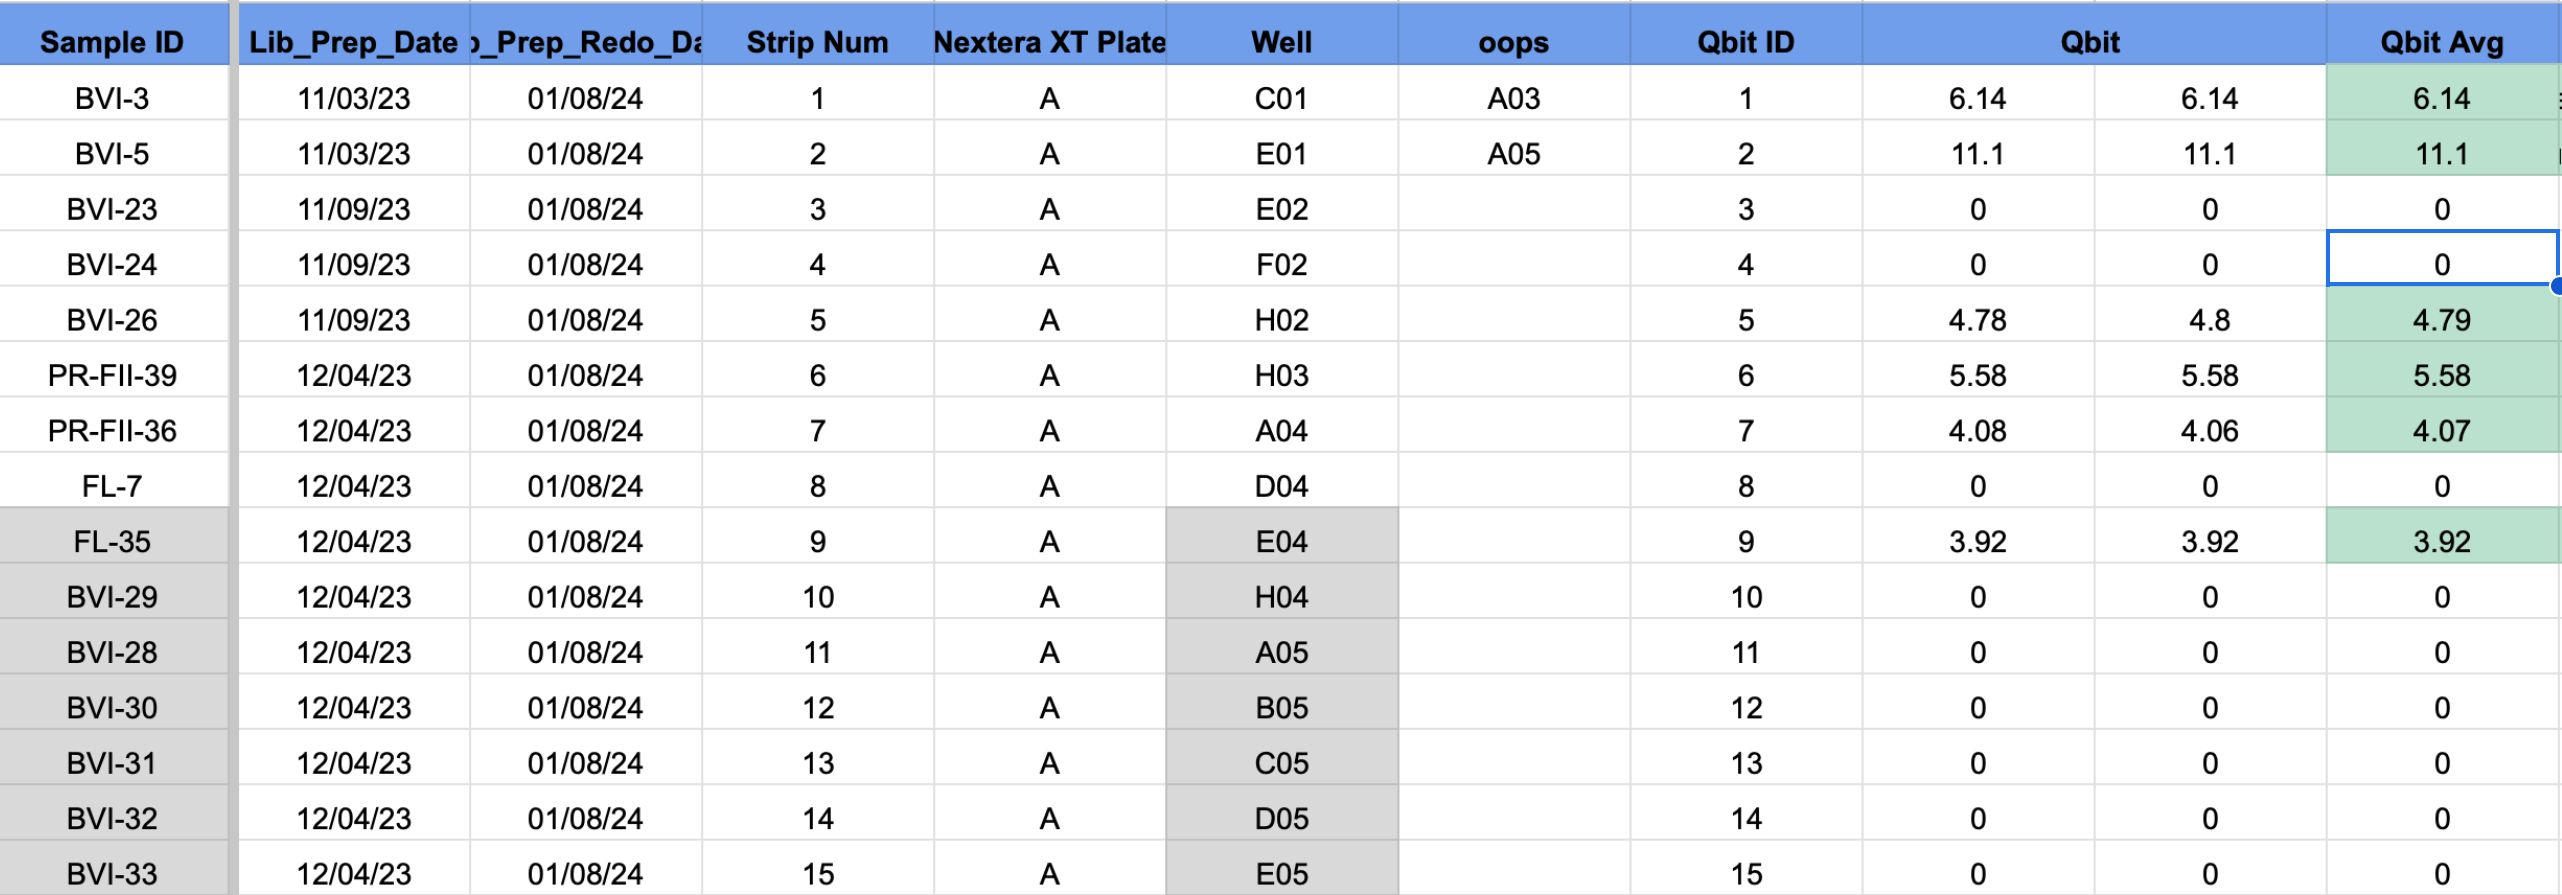 Sample ID Lib_Prep_Date _Prep_Redo_Da Strip Num Nextera XT Plate Well oops Qbit ID Qbit Qbit Avg
BVI-3 11/03/23 01/08/24 1 A C01 A03 1 6.14 6.14 6.14
BVI-5 11/03/23 01/08/24 2 A E01 A05 2 11.1 11.1 11.1
BVI-23 11/09/23 01/08/24 3 A E02 3 0 0 0
BVI-24 11/09/23 01/08/24 4 A F02 4 0 0 0
BVI-26 11/09/23 01/08/24 5 A H02 5 4.78 4.8 4.79
PR-FII-39 12/04/23 01/08/24 6 A H03 6 5.58 5.58 5.58
PR-FII-36 12/04/23 01/08/24 7 A A04 7 4.08 4.06 4.07
FL-7 12/04/23 01/08/24 8 A D04 8 0 0 0
FL-35 12/04/23 01/08/24 9 A E04 9 3.92 3.92 3.92
BVI-29 12/04/23 01/08/24 10 A H04 10 0 0 0
BVI-28 12/04/23 01/08/24 11 A A05 11 0 0 0
BVI-30 12/04/23 01/08/24 12 A B05 12 0 0 0
BVI-31 12/04/23 01/08/24 13 A C05 13 0 0 0
BVI-32 12/04/23 01/08/24 14 A D05 14 0 0 0
BVI-33 12/04/23 01/08/24 15 A E05 15 0 0 0